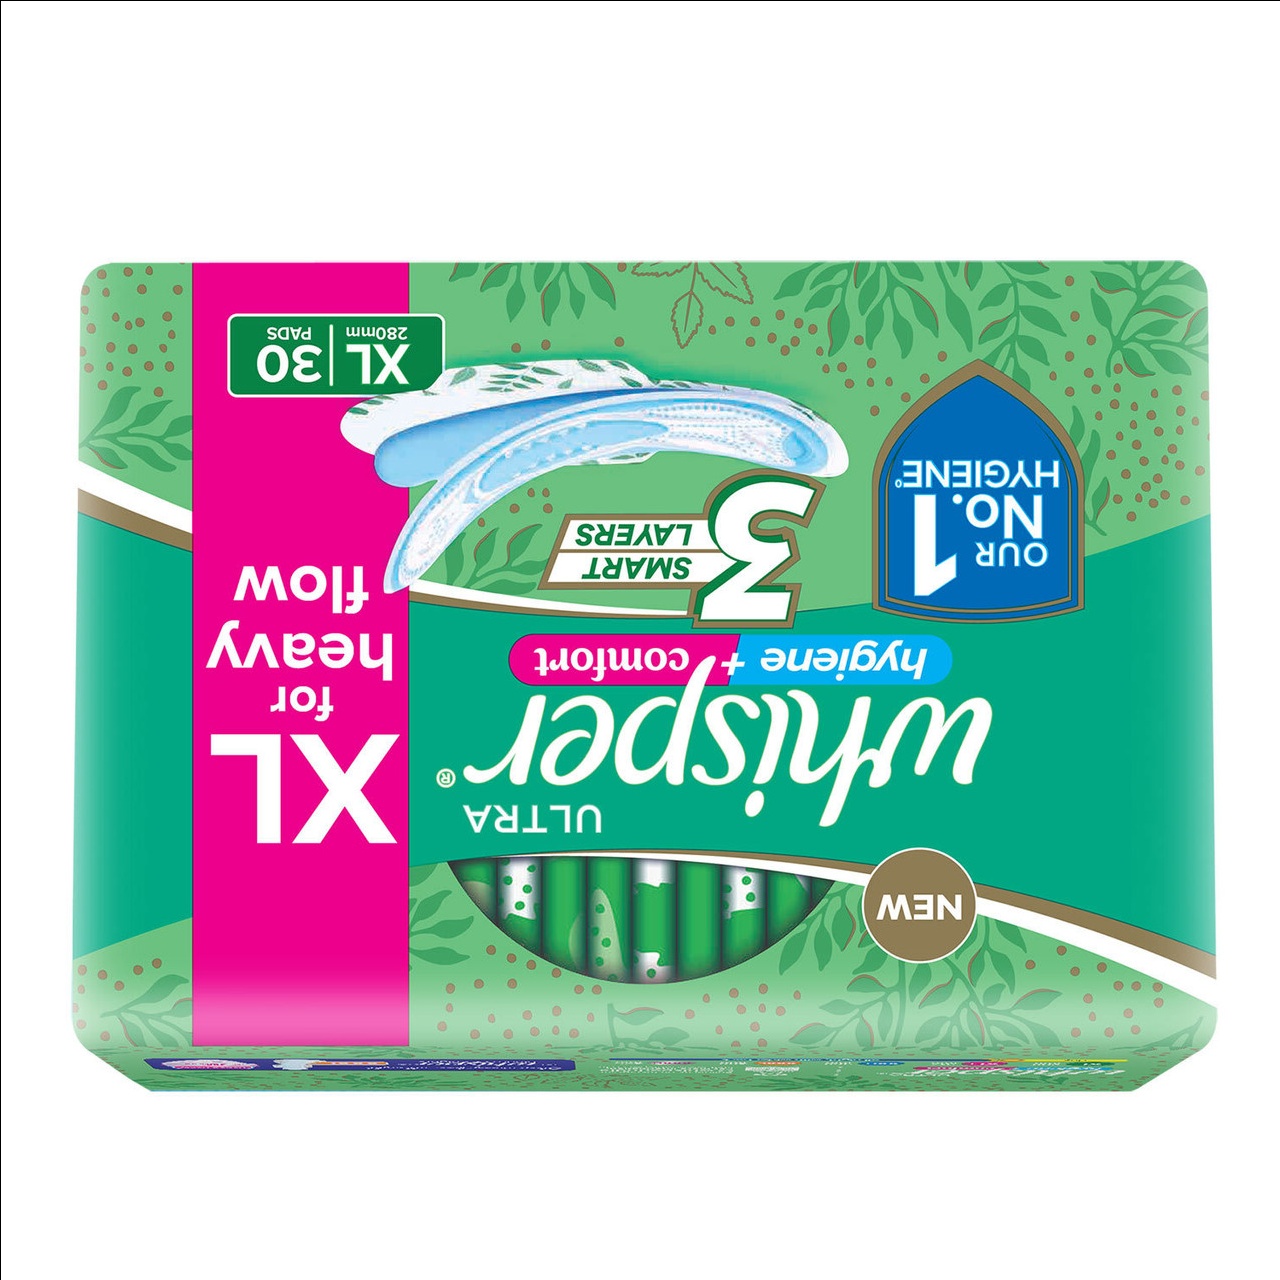 NEW
ULTRA
whisper®
hygiene + comfort
3
SMART
LAYERS
OUR
No.1
HYGIENE◊
XL
for
heavy
flow
XL
280mm
30
PADS